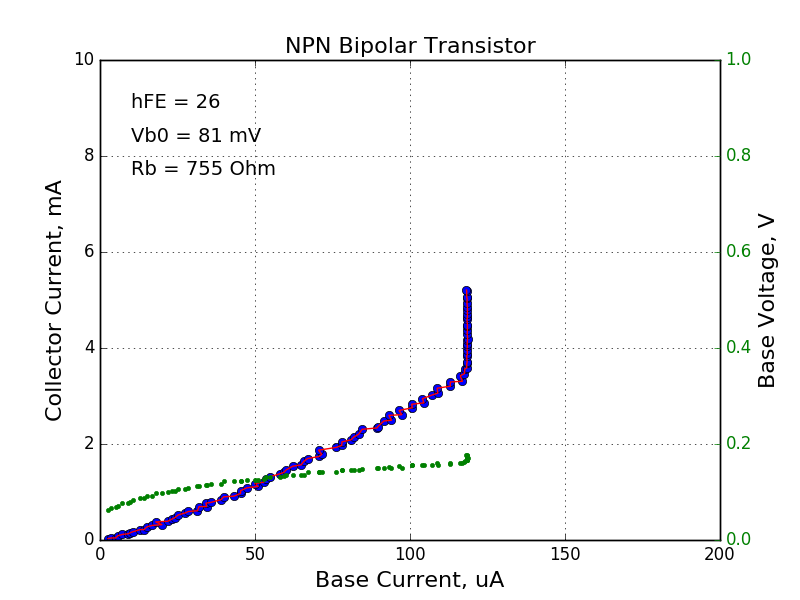 NPN Bipolar Transistor
hFE = 26
Vb0 = 81 mV
Rb = 755 Ohm
Collector Current, mA
10
8
6
4
2
0
Base Voltage, V
1.0
0.8
0.6
0.4
0.2
0.0
0 50 100 150 200
Base Current, uA